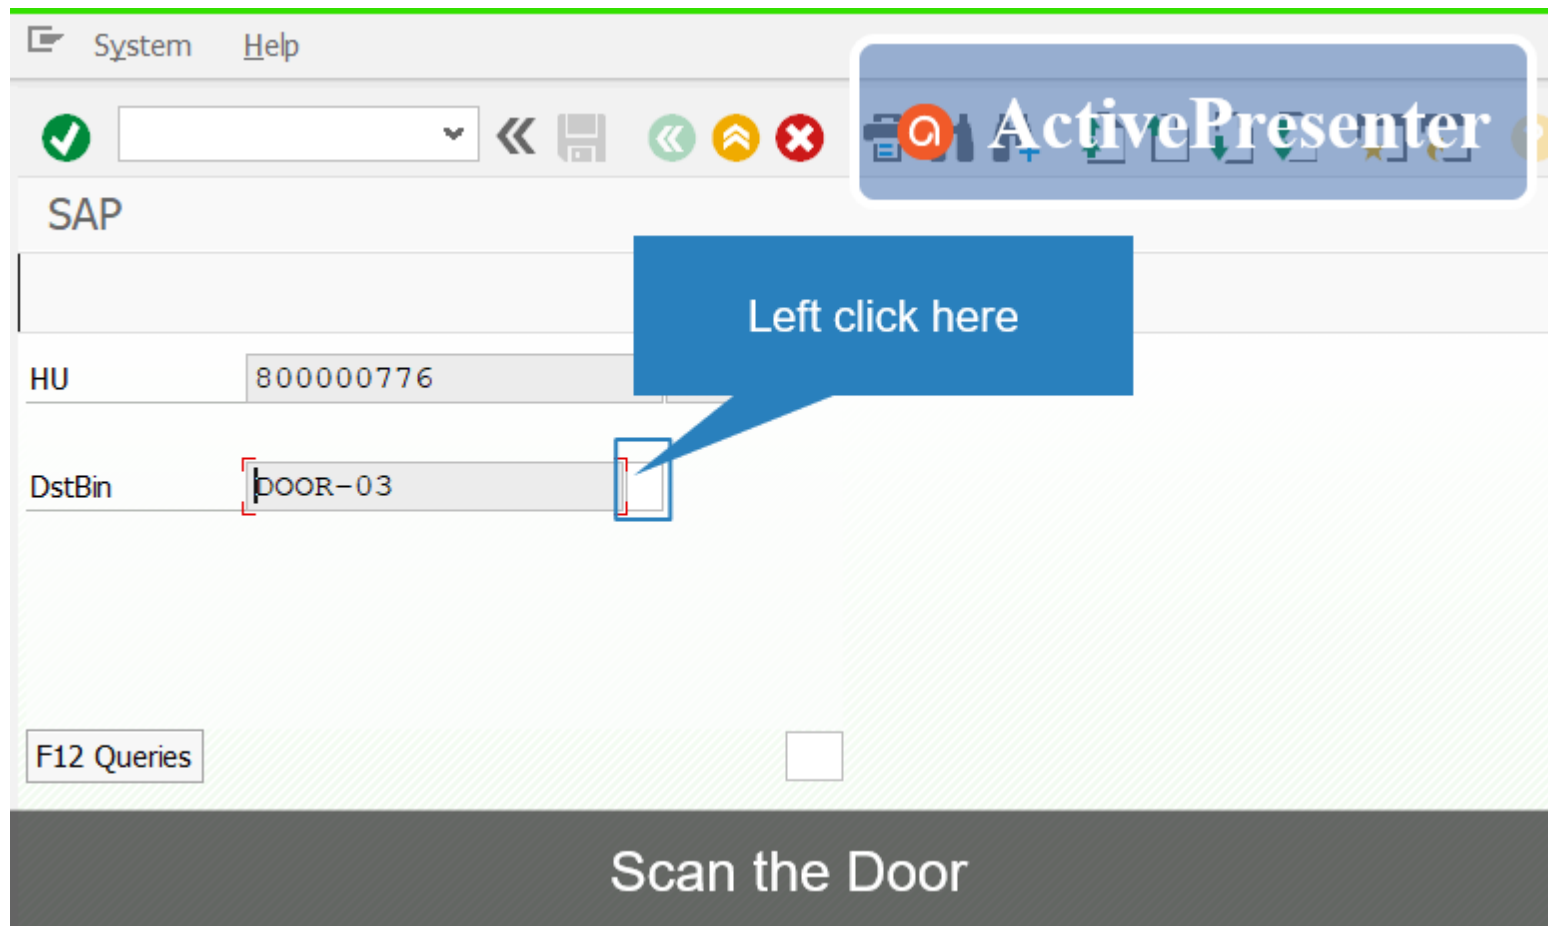 System Help
ActivePresenter
SAP
Left click here
HU 800000776
DstBin DOOR-03
F12 Queries
Scan the Door